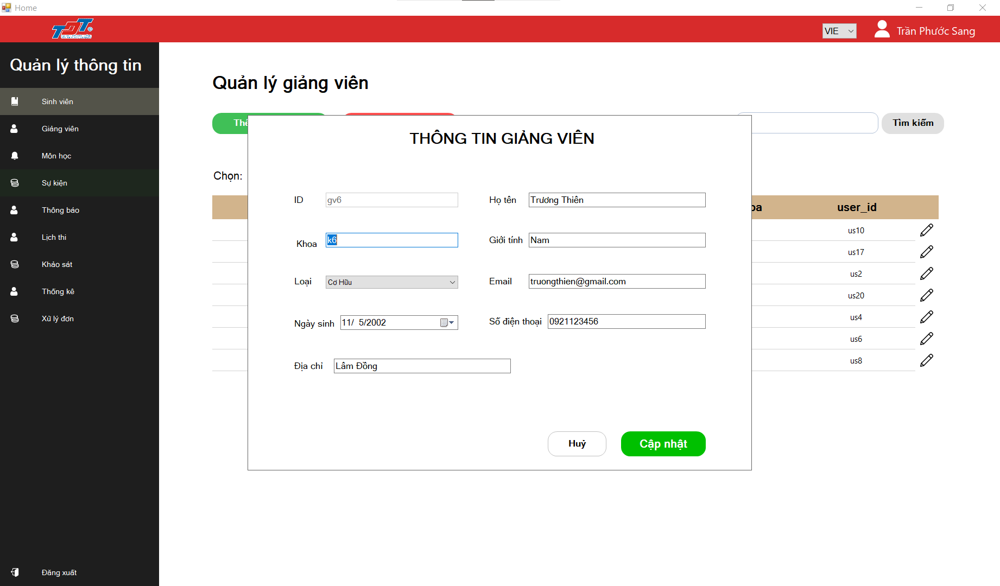 Home
VIE
Trần Phước Sang
Quản lý thông tin
Sinh viên
Giảng viên
Môn học
Sự kiện
Thông báo
Lịch thi
Khảo sát
Thống kê
Xử lý đơn
Đăng xuất
Quản lý giảng viên
Tìm kiếm
Chọn:
user_id
us10
us17
us2
us20
us4
us6
us8
THÔNG TIN GIẢNG VIÊN
ID gv6 Họ tên Trương Thiên
Khoa k6 Giới tính Nam
Loại Cơ Hữu Email truongthien@gmail.com
Ngày sinh 11/ 5/2002 Số điện thoại 0921123456
Địa chỉ Lâm Đồng
Huỷ Cập nhật